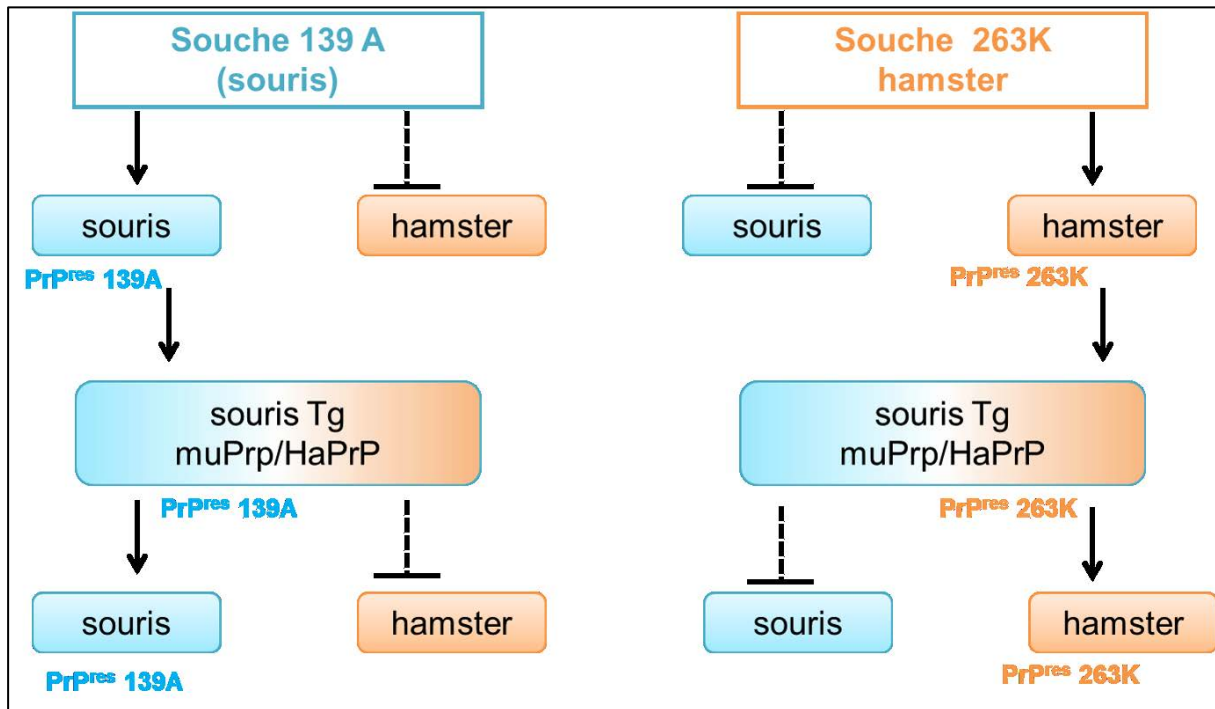 Souche 139 A
(souris)
souris
hamster
PrPres 139A
souris Tg
muPrp/HaPrP
PrPres 139A
souris
hamster
PrPres 139A
Souche 263K
hamster
souris
hamster
PrPres 263K
souris Tg
muPrp/HaPrP
PrPres 263K
souris
hamster
PrPres 263K